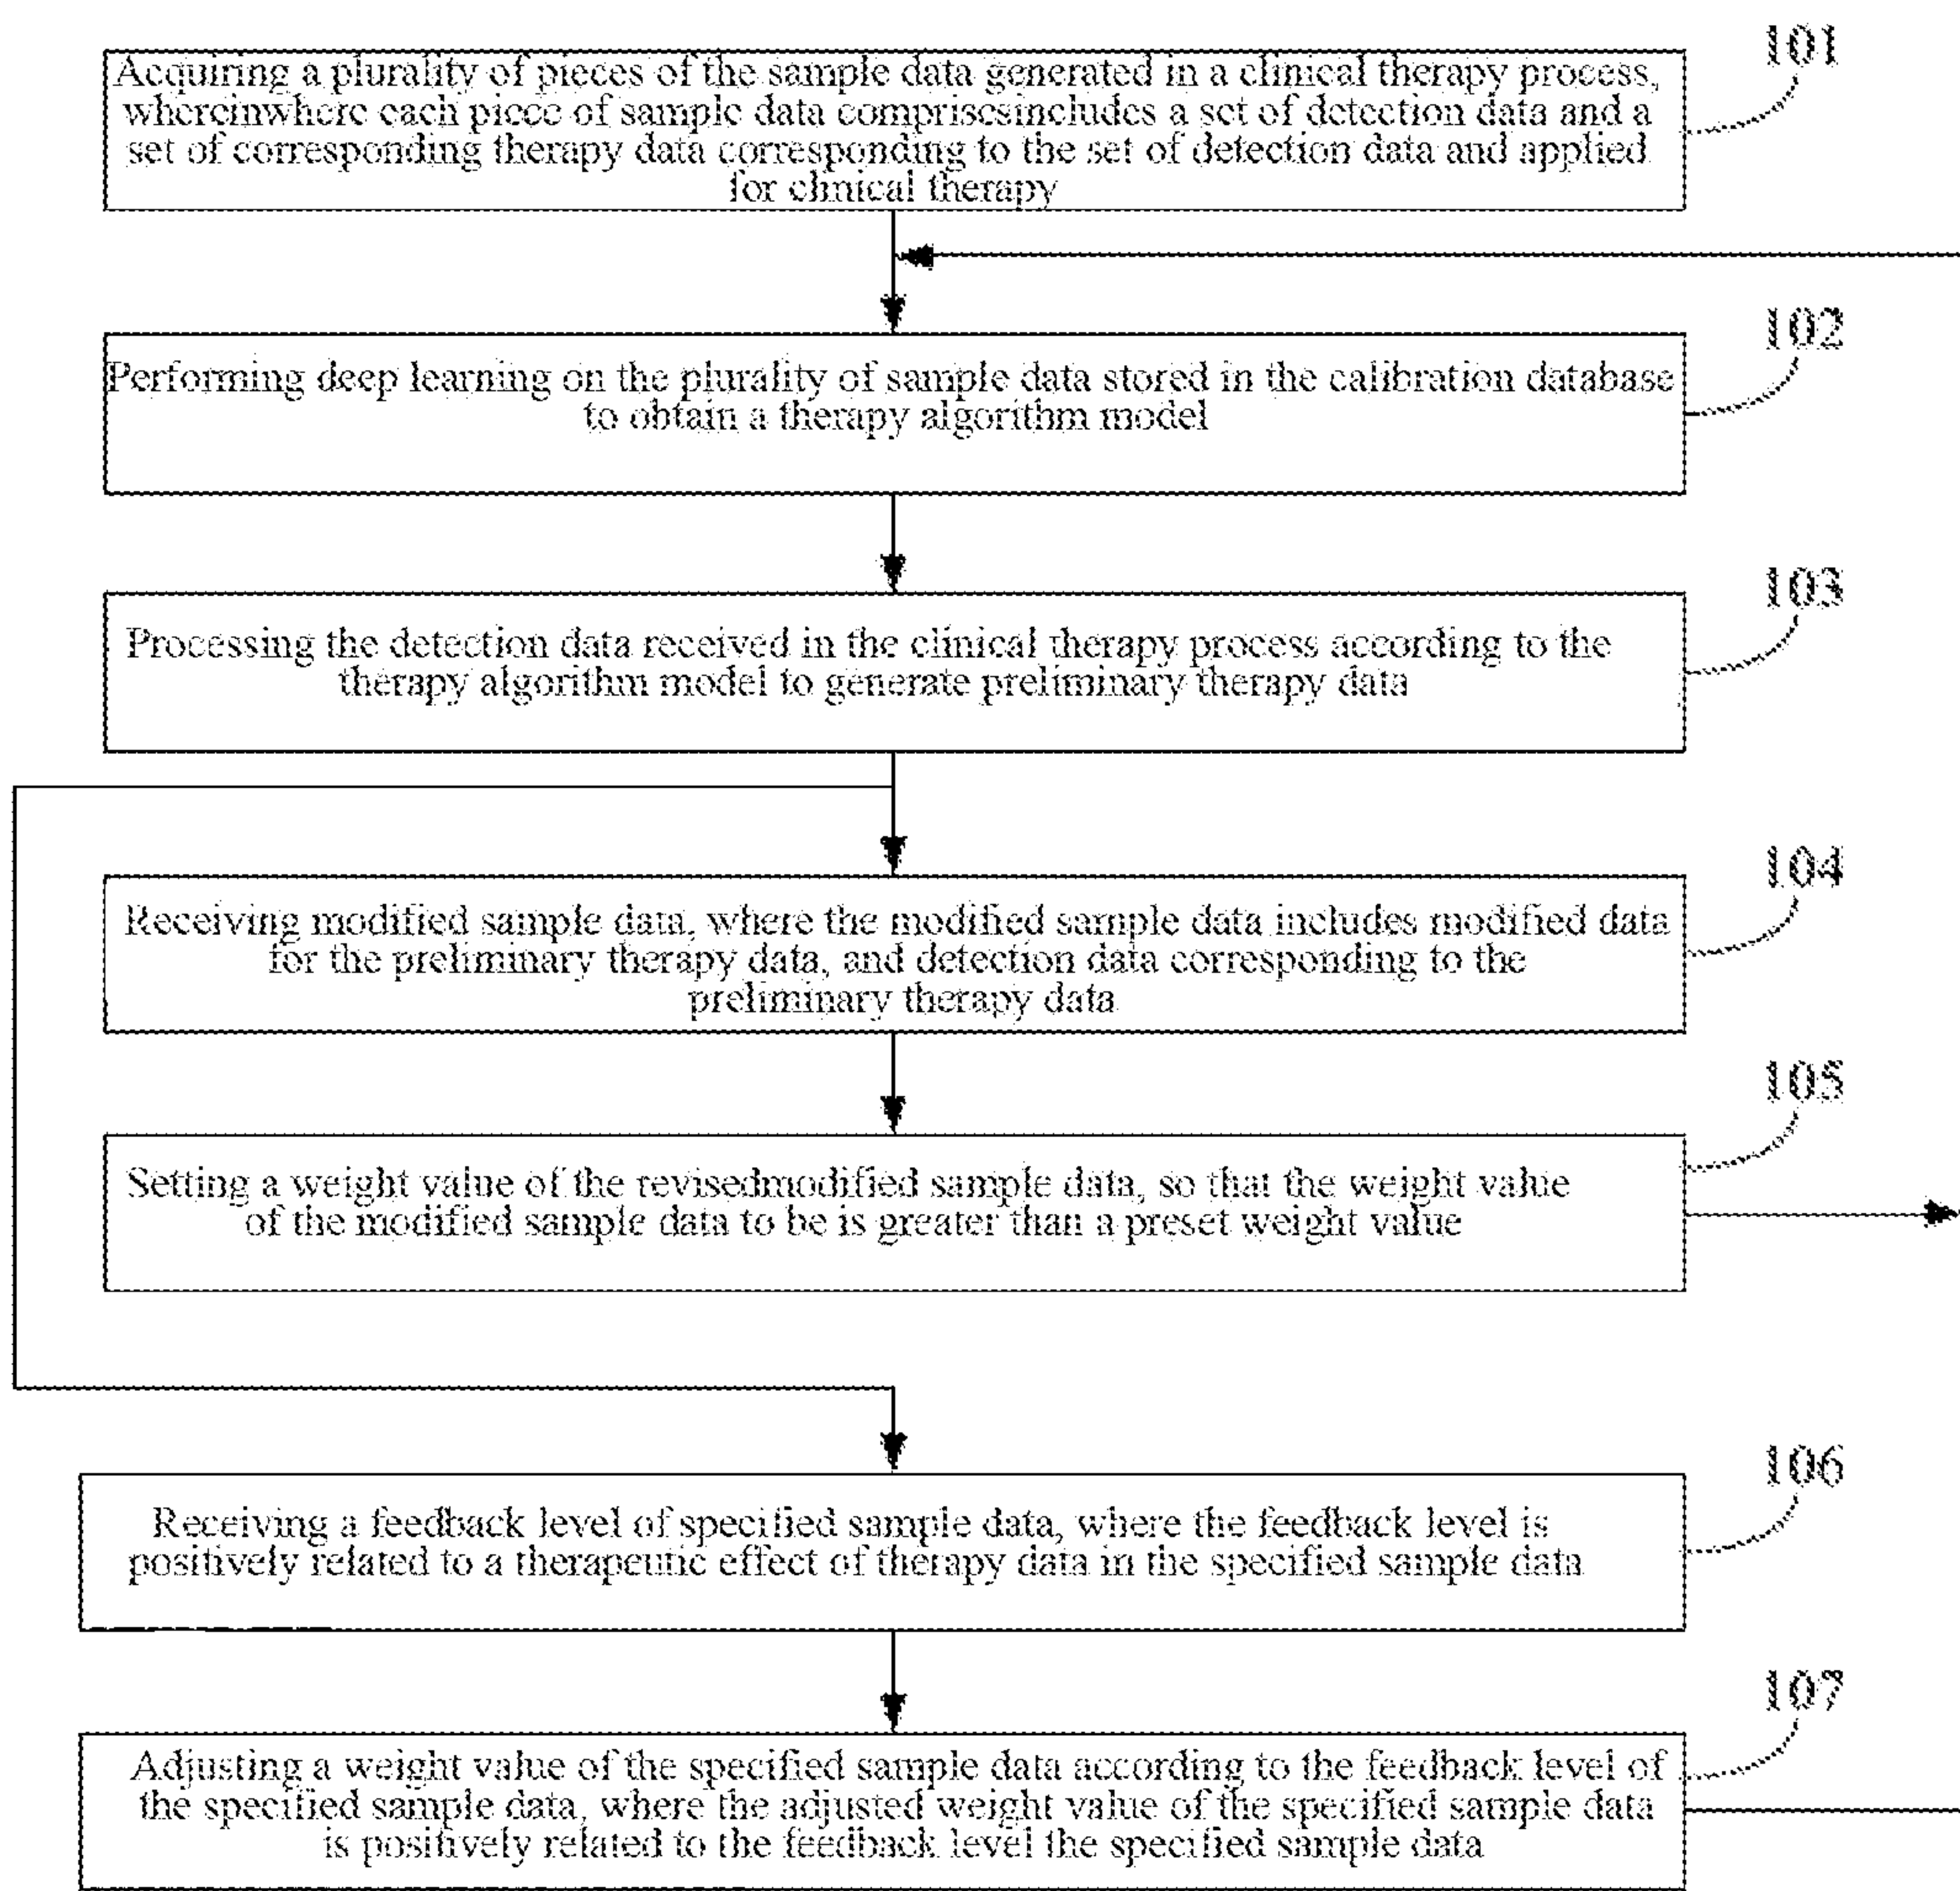 101
Acquiring a plurality of pieces of the sample data generated in a clinical therapy process,
whereinwhere each piece of sample data comprisesincludes a set of detection data and a
set of corresponding therapy data corresponding to the set of detection data and applied
for clinical therapy
102
Performing deep learning on the plurality of sample data stored in the calibration database
to obtain a therapy algorithm model
103
Processing the detection data received in the clinical therapy process according to the
therapy algorithm model to generate preliminary therapy data
104
Receiving modified sample data, where the modified sample data includes modified data
for the preliminary therapy data, and detection data corresponding to the
preliminary therapy data
105
Setting a weight value of the revisedmodified sample data, so that the weight value
of the modified sample data to be is greater than a preset weight value
106
Receiving a feedback level of specified sample data, where the feedback level is
positively related to a therapeutic effect of therapy data in the specified sample data
107
Adjusting a weight value of the specified sample data according to the feedback level of
the specified sample data, where the adjusted weight value of the specified sample data
is positively related to the feedback level the specified sample data